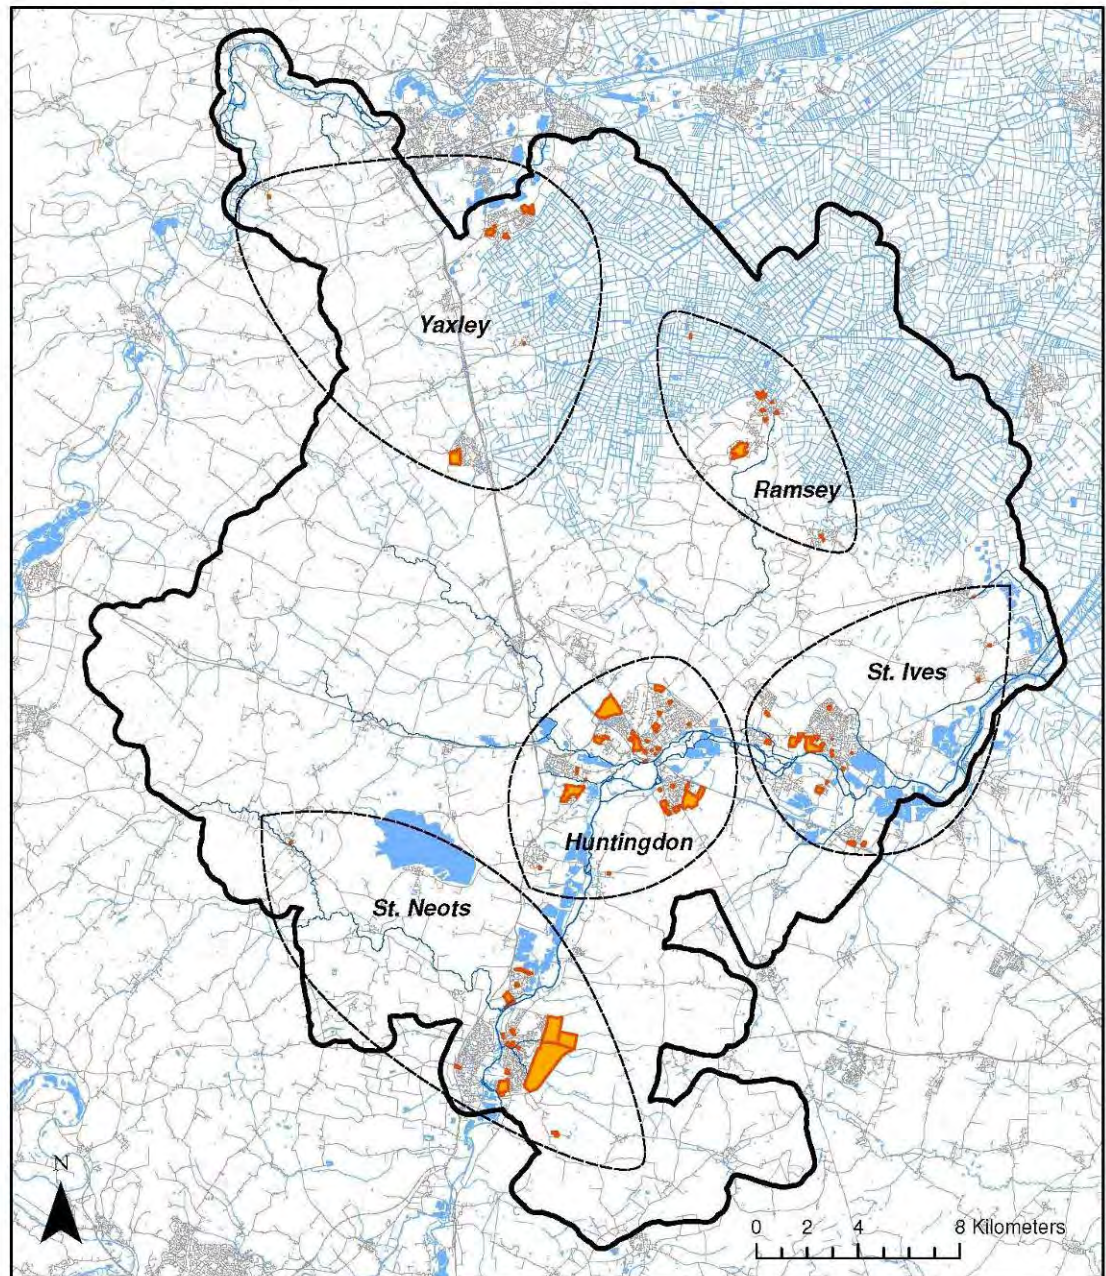 Yaxley
Ramsey
St. Ives
Huntingdon
St. Neots
N
0 2 4 8 Kilometers